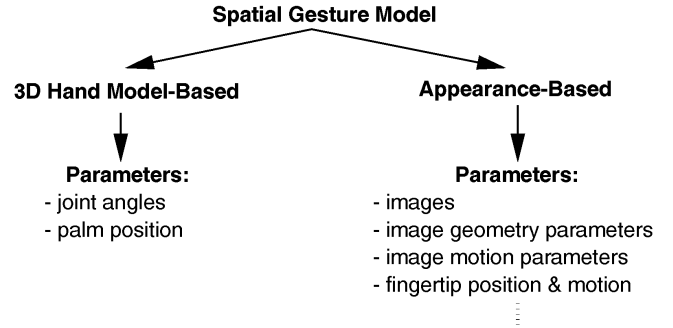 Spatial Gesture Model
3D Hand Model-Based
Appearance-Based
Parameters:
- joint angles
- palm position
Parameters:
- images
- image geometry parameters
- image motion parameters
- fingertip position & motion